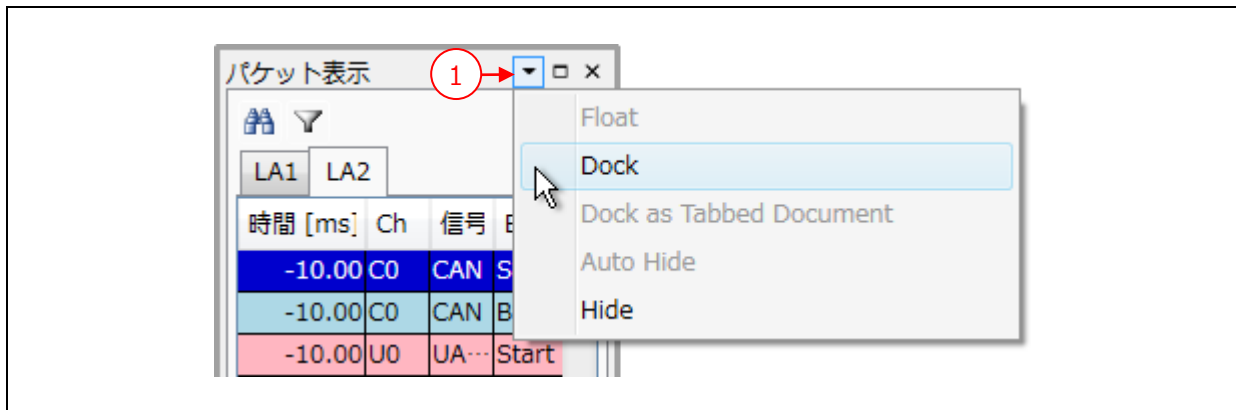 パケット表示 1
Float
LA1 LA2 Dock
時間 [ms] Ch 信号 Dock as Tabbed Document
-10.00 C0 CAN S Auto Hide
-10.00 C0 CAN B Hide
-10.00 U0 UA… Start